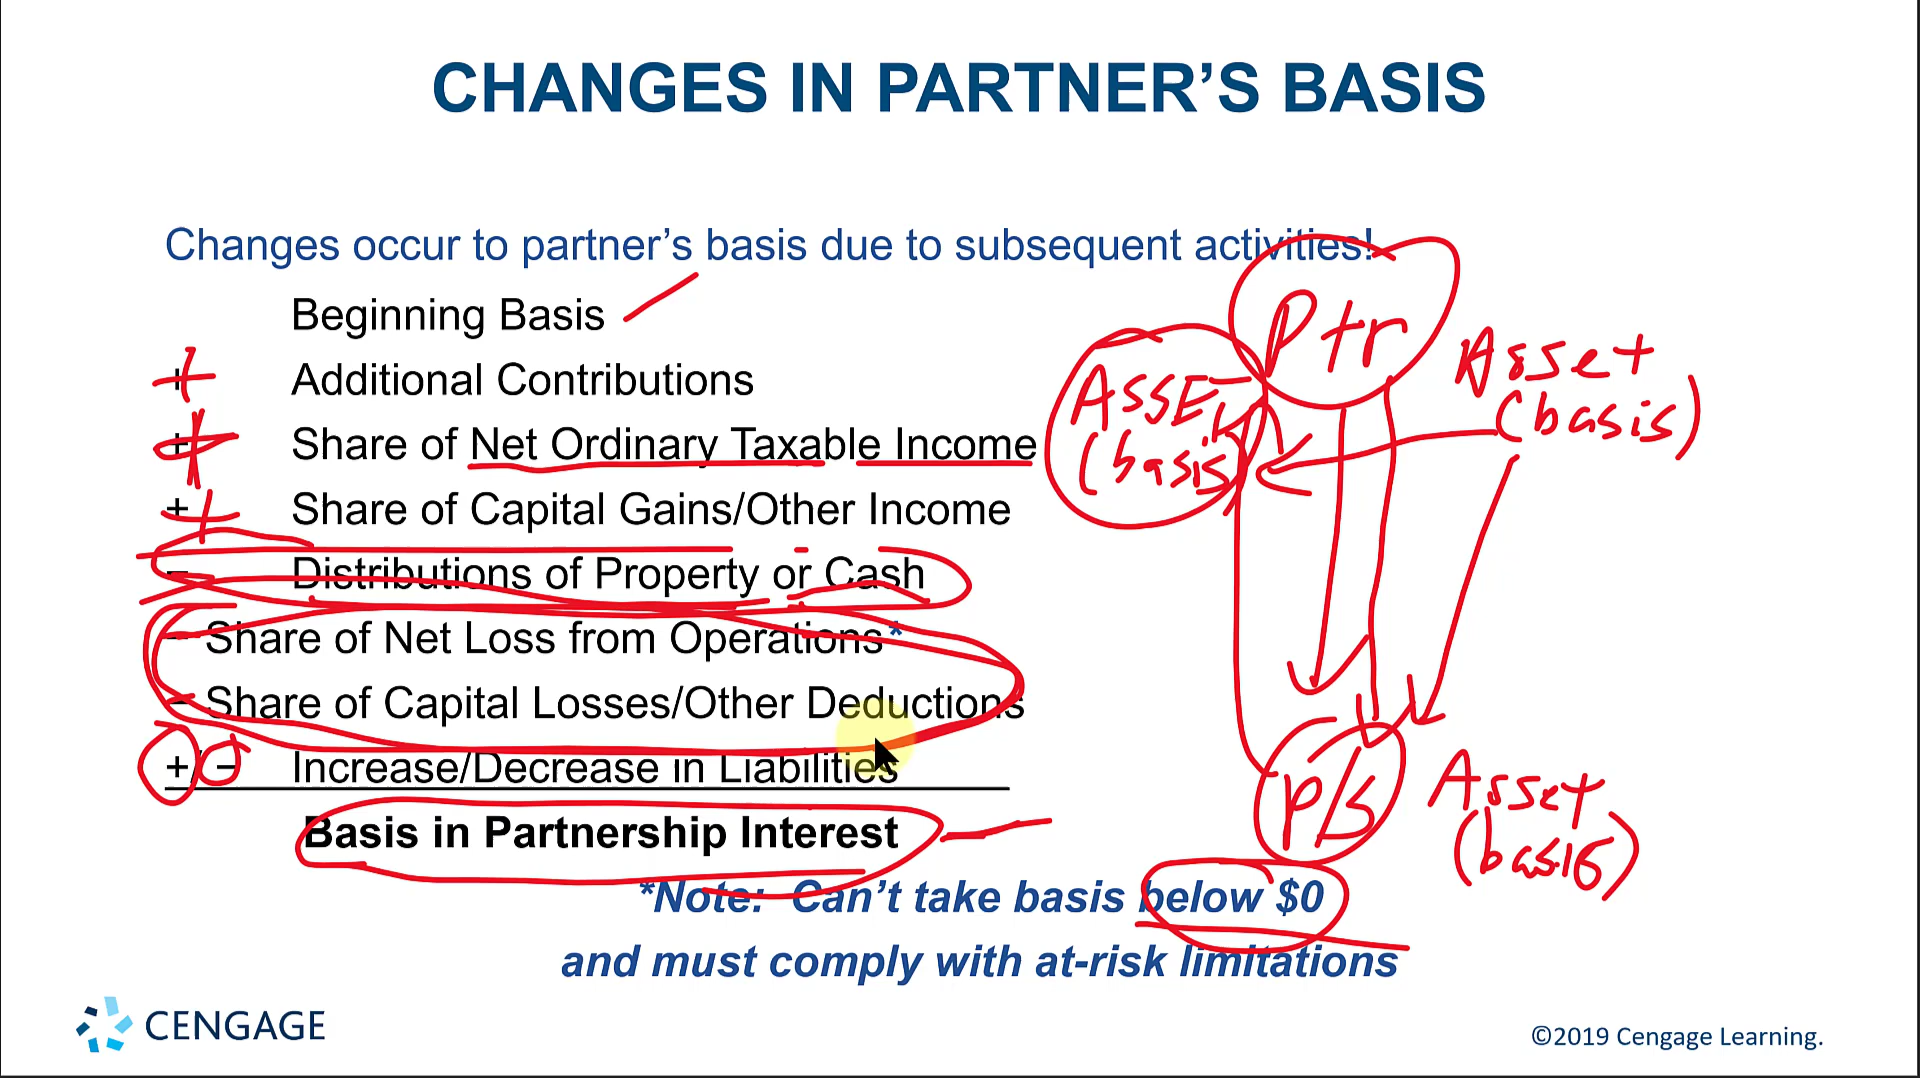 CHANGES IN PARTNER’S BASIS
Changes occur to partner’s basis due to subsequent activities!
Beginning Basis
+ Additional Contributions
+ Share of Net Ordinary Taxable Income
+ Share of Capital Gains/Other Income
– Distributions of Property or Cash
– Share of Net Loss from Operations*
– Share of Capital Losses/Other Deductions
+/– Increase/Decrease in Liabilities
Basis in Partnership Interest
*Note: Can’t take basis below $0
and must comply with at-risk limitations
Ptr
Asset
(basis)
ASSET
(basis)
P/S
Asset
(basis)
CENGAGE
©2019 Cengage Learning.